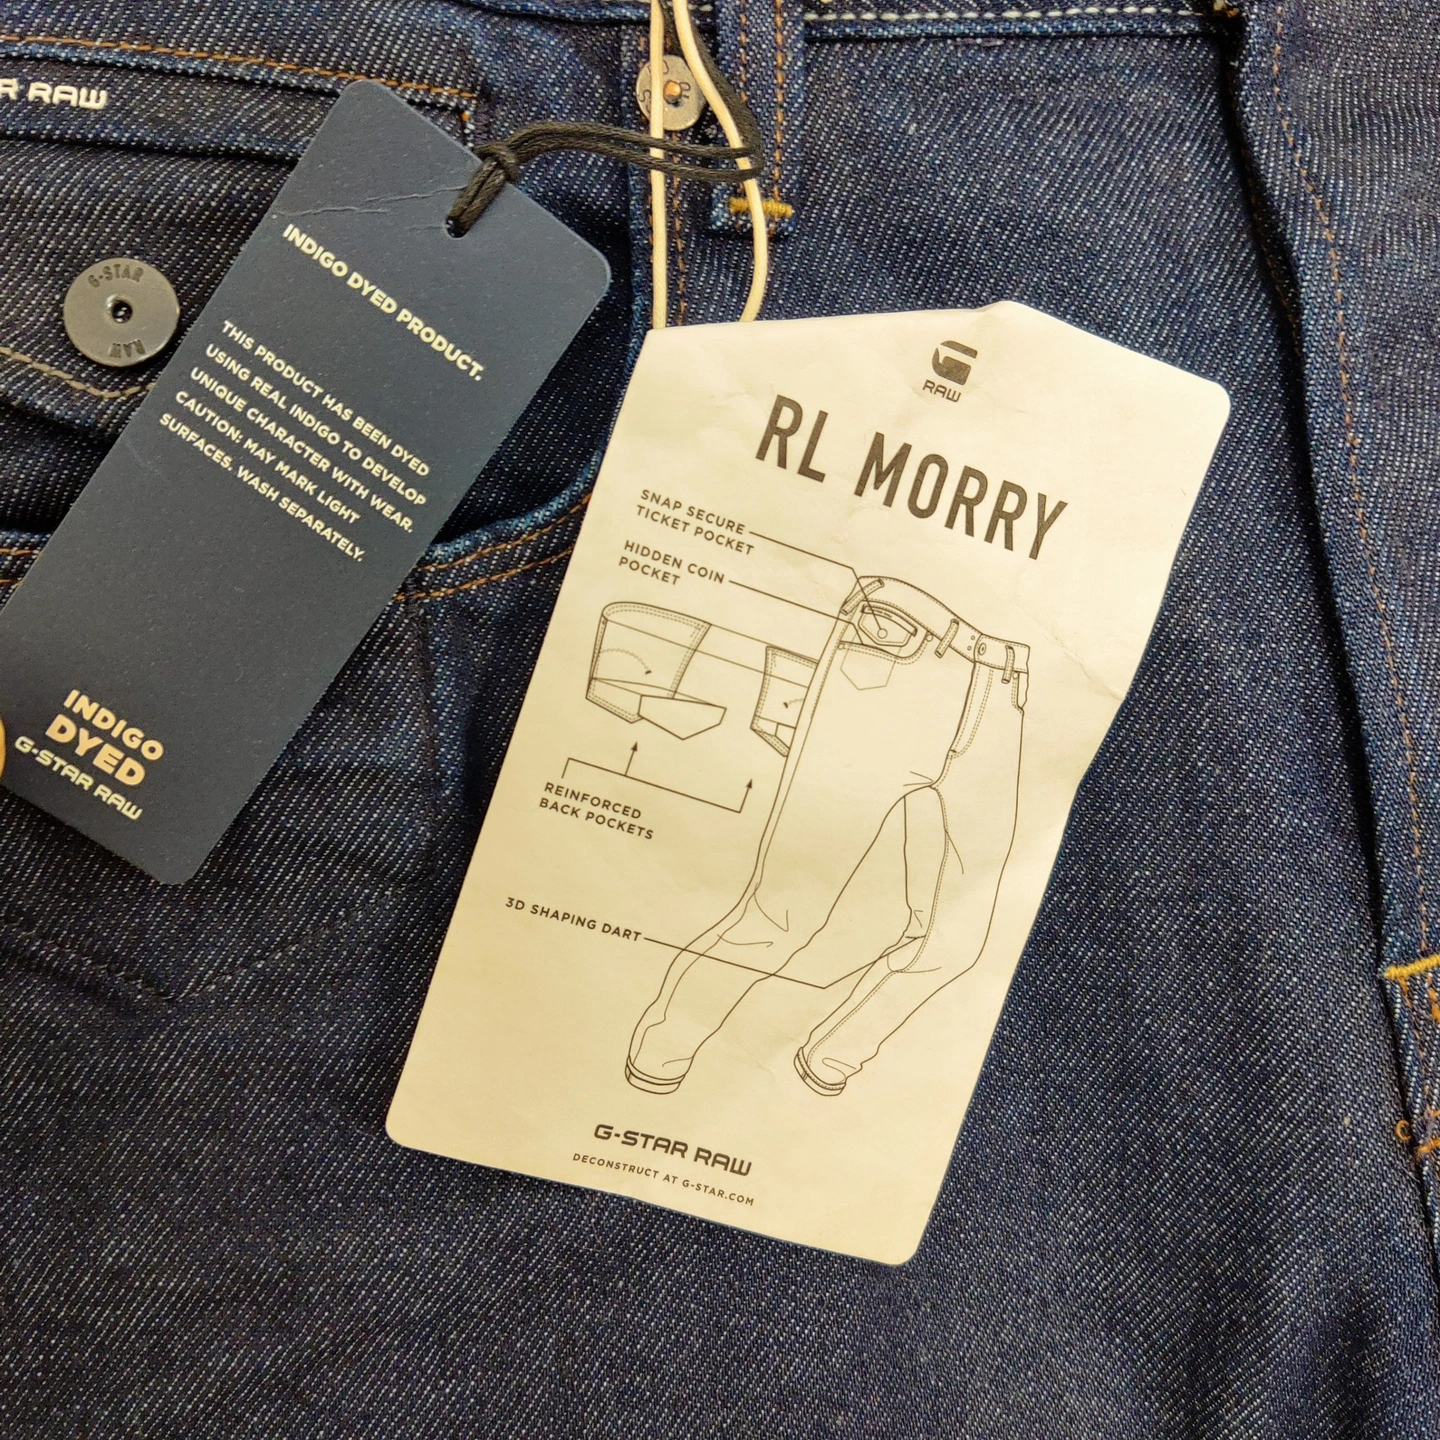 R RAW
G-STAR
RAW
INDIGO DYED PRODUCT.
THIS PRODUCT HAS BEEN DYED
USING REAL INDIGO TO DEVELOP
UNIQUE CHARACTER WITH WEAR.
CAUTION: MAY MARK LIGHT
SURFACES. WASH SEPARATELY.
INDIGO
DYED
G-STAR RAW
G
RAW
RL MORRY
SNAP SECURE
TICKET POCKET
HIDDEN COIN
POCKET
REINFORCED
BACK POCKETS
3D SHAPING DART
G-STAR RAW
DECONSTRUCT AT G-STAR.COM